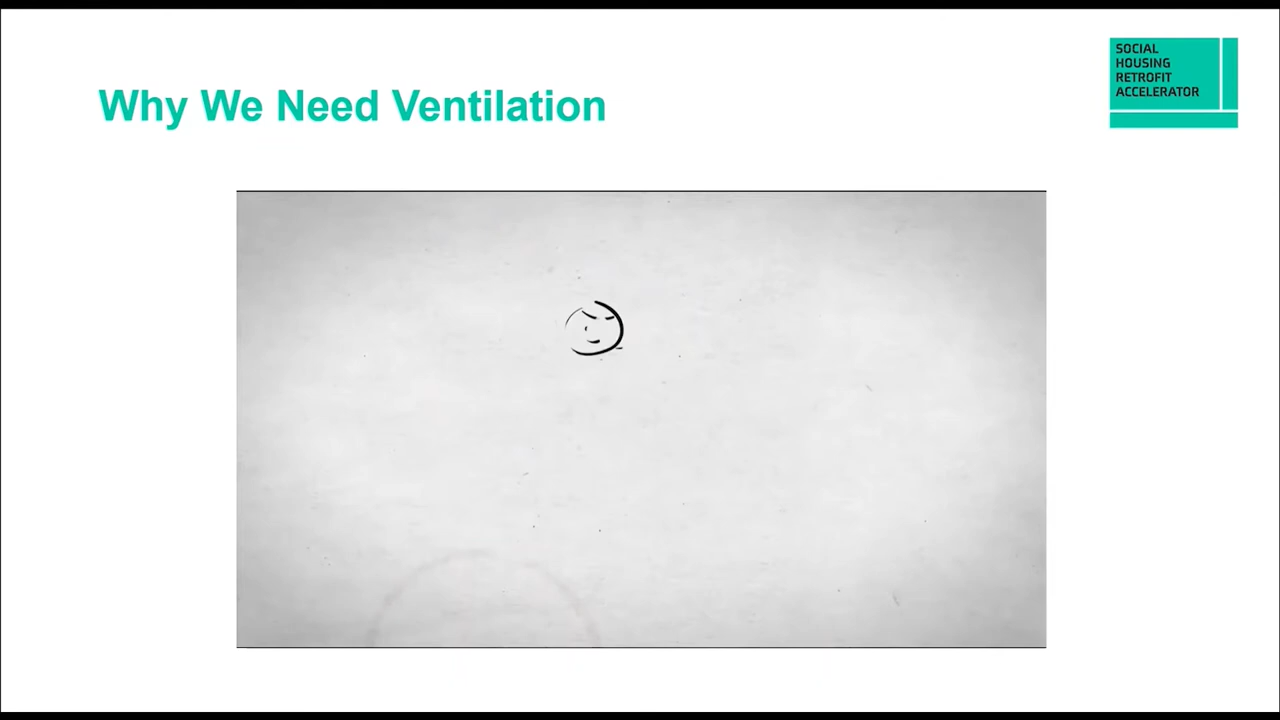 Why We Need Ventilation
SOCIAL
HOUSING
RETROFIT
ACCELERATOR